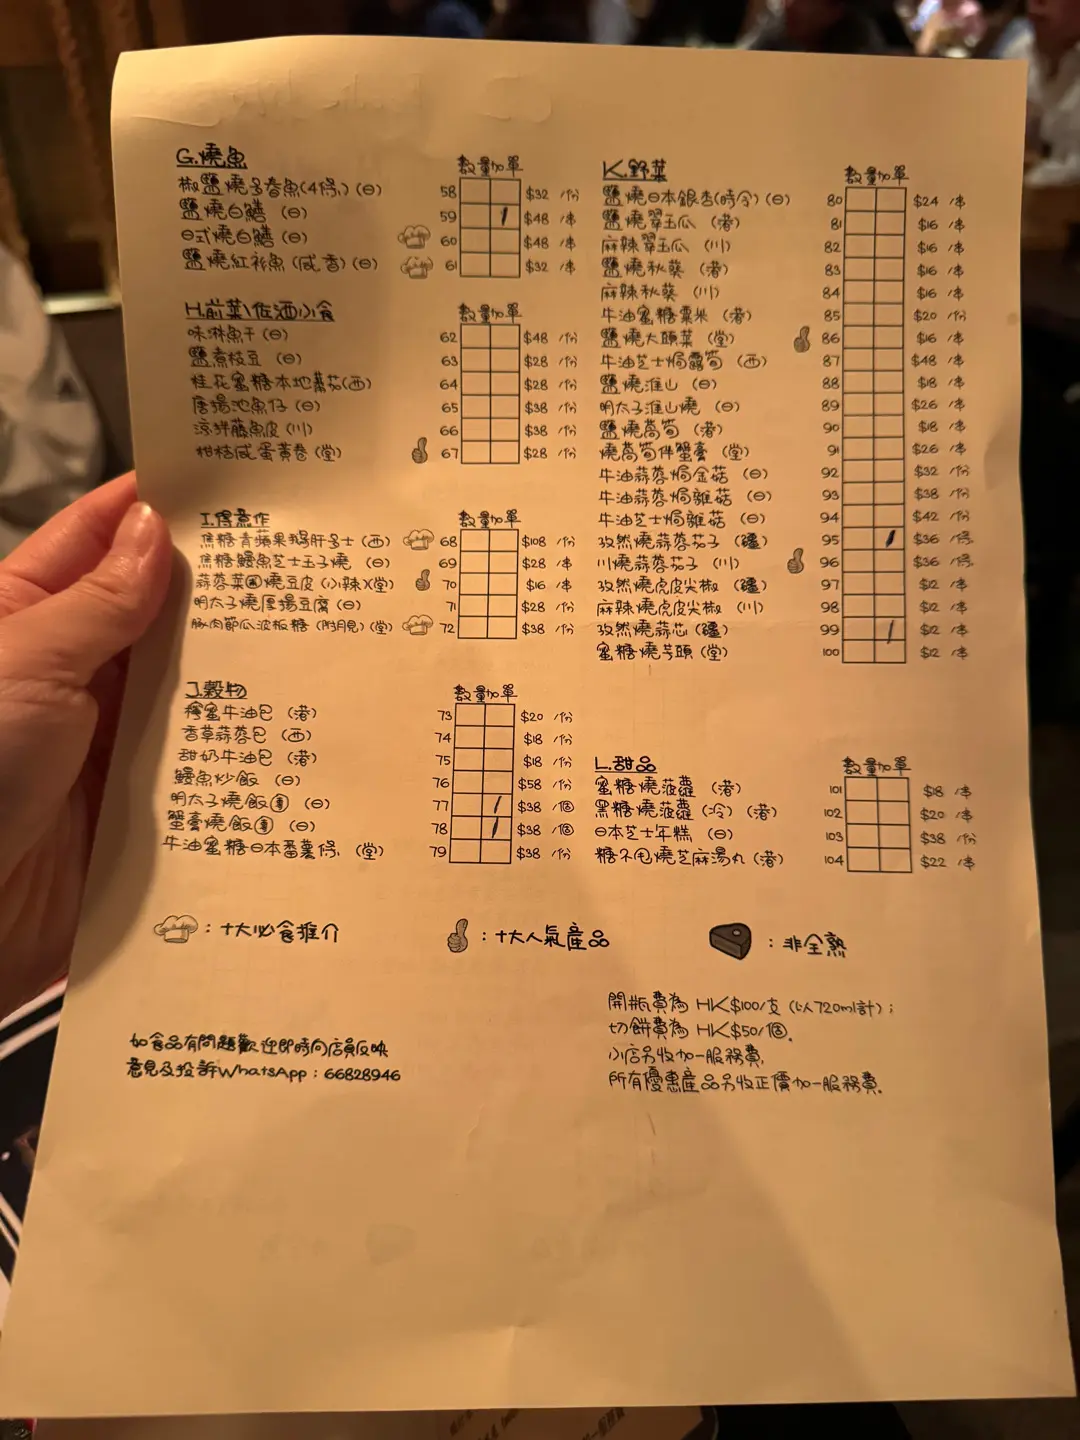 G.燒魚 數量 加單
椒鹽燒多春魚(4條)(日) 58 $32 /份
鹽燒白鱔 (日) 59 / $48 /串
日式燒白鱔 (日) 60 $48 /串
鹽燒紅衫魚(咸香)(日) 61 $32 /串
H.前菜\佐酒小食 數量 加單
味淋魚干 (日) 62 $48 /份
鹽煮枝豆 (日) 63 $28 /份
桂花蜜糖本地蕃茄(西) 64 $28 /份
唐揚池魚仔 (日) 65 $38 /份
涼拌藤魚皮 (川) 66 $38 /份
柑桔咸蛋黃卷 (堂) 67 $28 /份
I.得意作 數量 加單
焦糖青蘋果鵝肝多士 (西) 68 $108 /份
焦糖鰻魚芝士玉子燒 (日) 69 $28 /串
蒜蓉菜圃燒豆皮 (小辣)(堂) 70 $16 /串
明太子燒厚揚豆腐 (日) 71 $28 /份
豚肉節瓜波板糖 (附月見)(堂) 72 $38 /份
J.穀物 數量 加單
檸蜜牛油包 (港) 73 $20 /份
香草蒜蓉包 (西) 74 $18 /份
甜奶牛油包 (港) 75 $18 /份
鰻魚炒飯 (日) 76 $58 /份
明太子燒飯 (日) 77 / $38 /個
蟹膏燒飯 (日) 78 / $38 /個
牛油蜜糖日本番薯條 (堂) 79 $38 /份
K.野菜 數量 加單
鹽燒日本銀杏(時令)(日) 80 $24 /串
鹽燒翠玉瓜 (港) 81 $16 /串
麻辣翠玉瓜 (川) 82 $16 /串
鹽燒秋葵 (港) 83 $16 /串
麻辣秋葵 (川) 84 $16 /串
牛油蜜糖粟米 (港) 85 $20 /份
鹽燒大頭菜 (堂) 86 $16 /串
牛油芝士焗露筍 (西) 87 $48 /串
鹽燒淮山 (日) 88 $18 /串
明太子淮山燒 (日) 89 $26 /串
鹽燒萵筍 (港) 90 $18 /串
燒萵筍伴蟹膏 (堂) 91 $26 /串
牛油蒜蓉焗金菇 (日) 92 $32 /份
牛油蒜蓉焗雜菇 (日) 93 $38 /份
牛油芝士焗雜菇 (日) 94 $42 /份
孜然燒蒜蓉茄子 (疆) 95 / $36 /條
川燒蒜蓉茄子 (川) 96 $36 /條
孜然燒虎皮尖椒 (疆) 97 $12 /串
麻辣燒虎皮尖椒 (川) 98 $12 /串
孜然燒蒜芯 (疆) 99 / $12 /串
蜜糖燒芋頭 (堂) 100 $12 /串
L.甜品 數量 加單
蜜糖燒菠蘿 (港) 101 $18 /串
黑糖燒菠蘿 (冷) (港) 102 $20 /串
日本芝士年糕 (日) 103 $38 /份
糖不甩燒芝麻湯丸 (港) 104 $22 /串
：十大必食推介
：十大人氣產品
：非全熟
如食品有問題歡迎即時向店員反映
意見及投訴WhatsApp：66828946
開瓶費為 HK$100/支 (以720ml計)；
切餅費為 HK$50/個。
小店另收加一服務費，
所有優惠產品另收正價加一服務費。